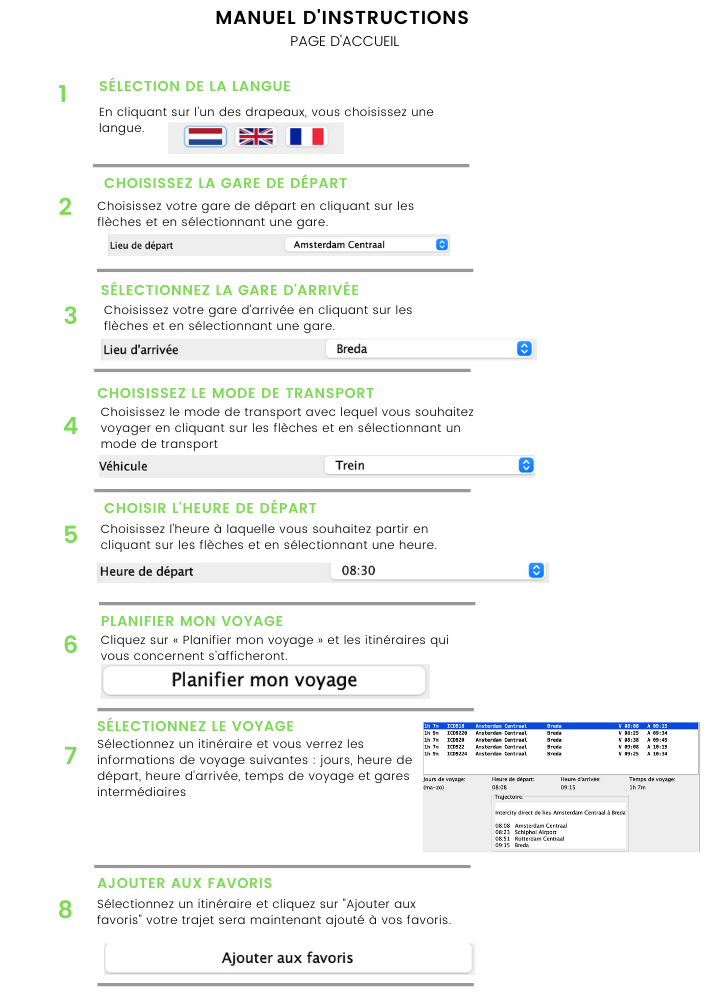 MANUEL D'INSTRUCTIONS
PAGE D'ACCUEIL
1
SÉLECTION DE LA LANGUE
En cliquant sur l'un des drapeaux, vous choisissez une
langue.
CHOISISSEZ LA GARE DE DÉPART
2
Choisissez votre gare de départ en cliquant sur les
flèches et en sélectionnant une gare.
Lieu de départ Amsterdam Centraal
SÉLECTIONNEZ LA GARE D'ARRIVÉE
3
Choisissez votre gare d'arrivée en cliquant sur les
flèches et en sélectionnant une gare.
Lieu d'arrivée Breda
CHOISISSEZ LE MODE DE TRANSPORT
4
Choisissez le mode de transport avec lequel vous souhaitez
voyager en cliquant sur les flèches et en sélectionnant un
mode de transport
Véhicule Trein
CHOISIR L'HEURE DE DÉPART
5
Choisissez l'heure à laquelle vous souhaitez partir en
cliquant sur les flèches et en sélectionnant une heure.
Heure de départ 08:30
PLANIFIER MON VOYAGE
6
Cliquez sur « Planifier mon voyage » et les itinéraires qui
vous concernent s'afficheront.
Planifier mon voyage
SÉLECTIONNEZ LE VOYAGE
7
Sélectionnez un itinéraire et vous verrez les
informations de voyage suivantes : jours, heure de
départ, heure d'arrivée, temps de voyage et gares
intermédiaires
1h 7m ICD918 Amsterdam Centraal Breda V 08:08 A 09:15
1h 9m ICD9220 Amsterdam Centraal Breda V 08:25 A 09:34
1h 7m ICD920 Amsterdam Centraal Breda V 08:38 A 09:45
1h 7m ICD922 Amsterdam Centraal Breda V 09:08 A 10:15
1h 9m ICD9224 Amsterdam Centraal Breda V 09:25 A 10:34
Jours de voyage: Heure de départ: Heure d'arrivée: Temps de voyage:
(ma-zo) 08:08 09:15 1h 7m
Trajectoire:
Intercity direct de lieu Amsterdam Centraal à Breda
08:08 Amsterdam Centraal
08:23 Schiphol Airport
08:51 Rotterdam Centraal
09:15 Breda
AJOUTER AUX FAVORIS
8
Sélectionnez un itinéraire et cliquez sur "Ajouter aux
favoris" votre trajet sera maintenant ajouté à vos favoris.
Ajouter aux favoris